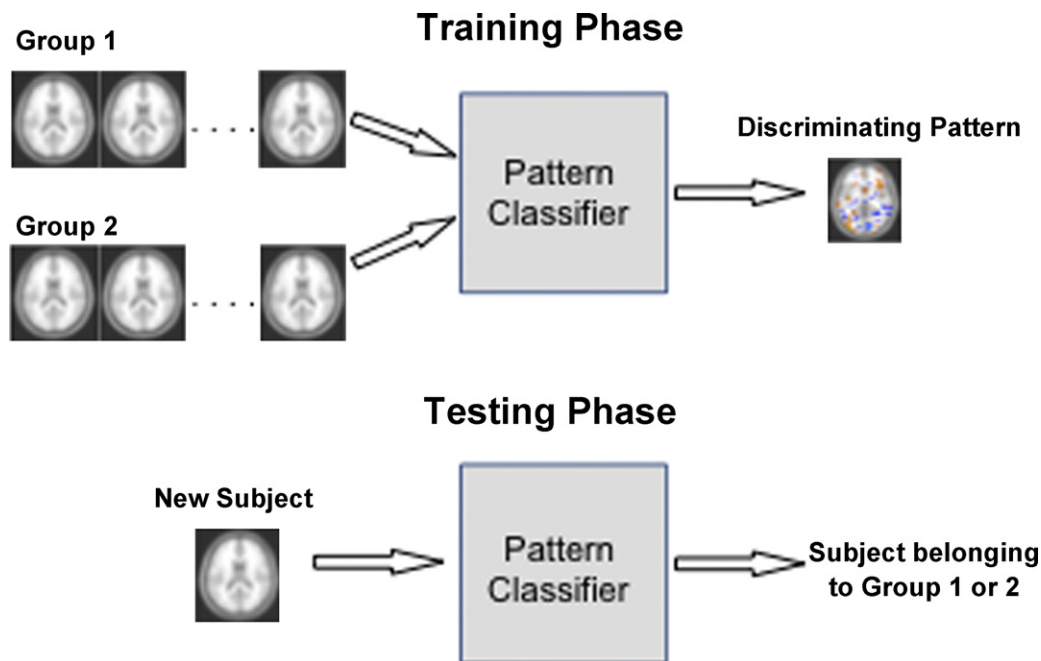 Training Phase
Group 1
. . . .
Discriminating Pattern
Pattern
Classifier
Group 2
. . . .
Testing Phase
New Subject
Pattern
Classifier
Subject belonging
to Group 1 or 2